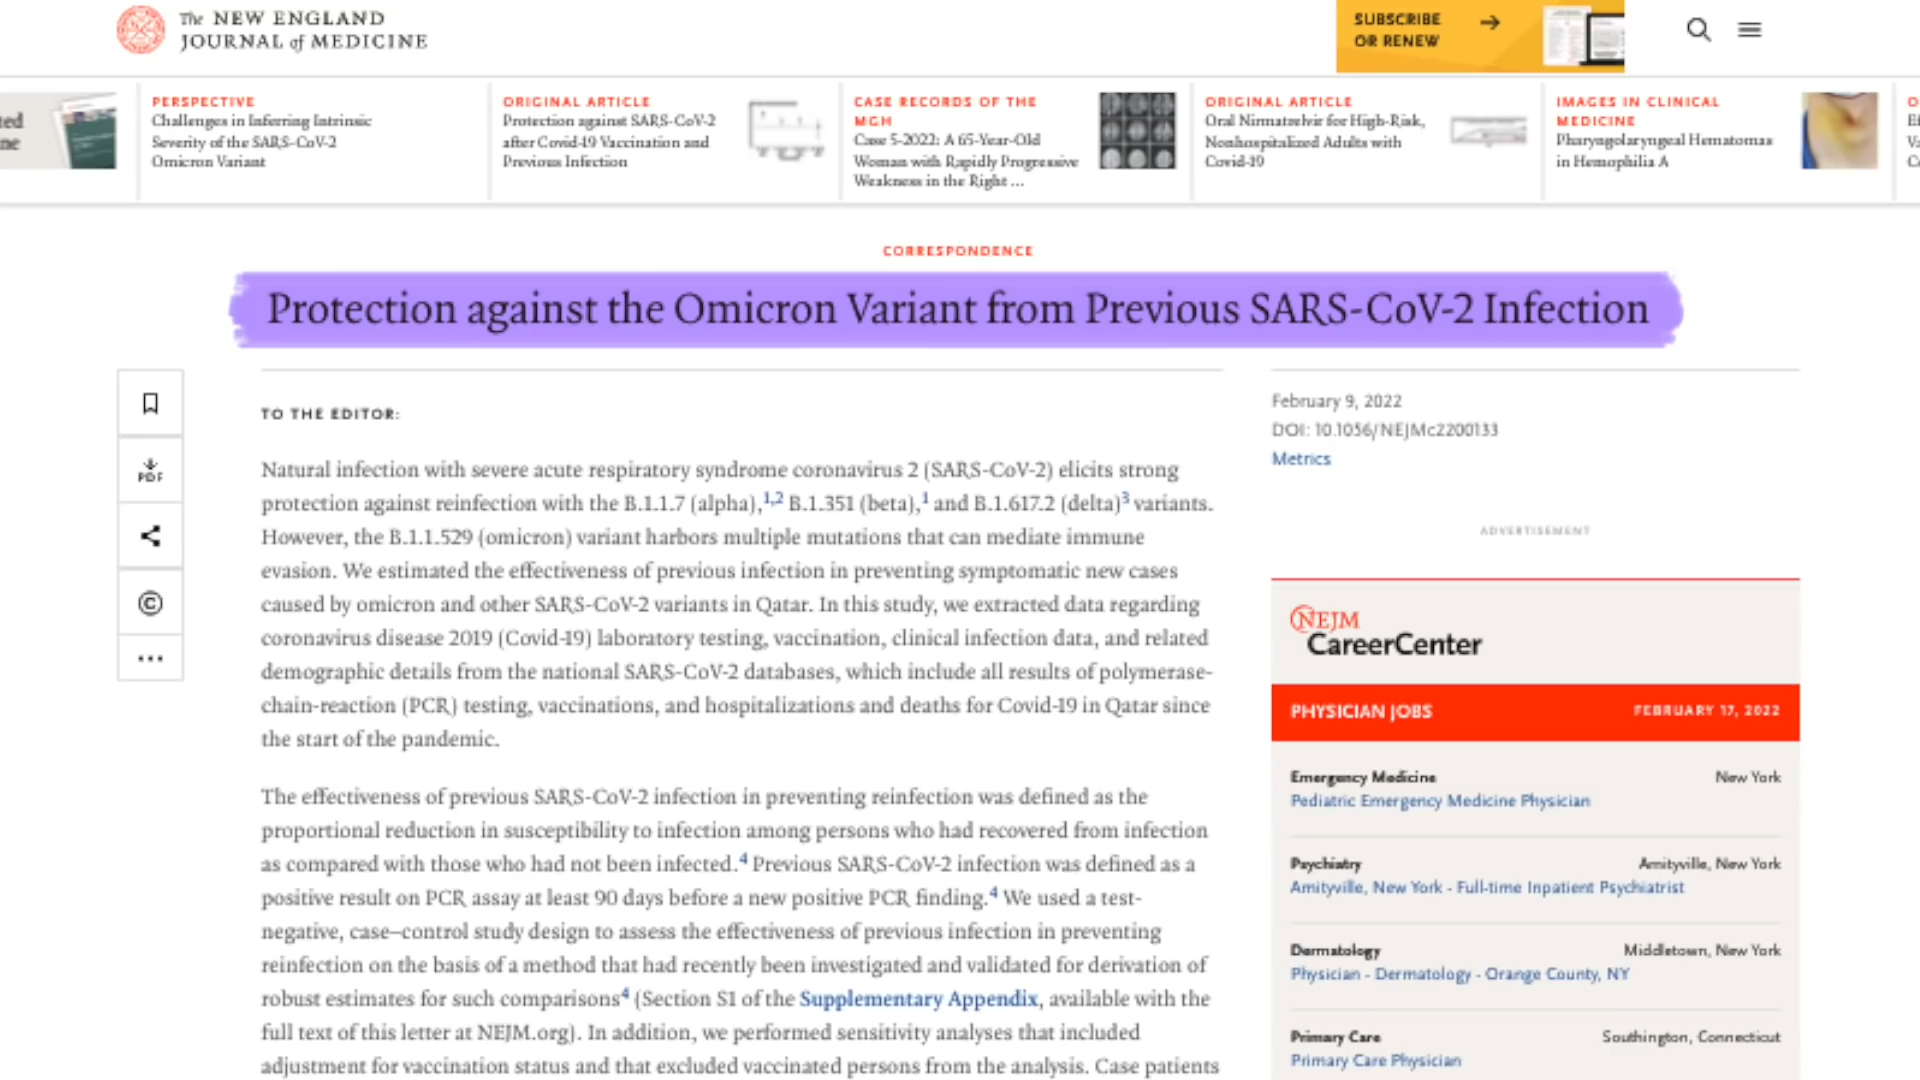 The NEW ENGLAND
JOURNAL of MEDICINE
SUBSCRIBE
OR RENEW
PERSPECTIVE
Challenges in Inferring Intrinsic
Severity of the SARS-CoV-2
Omicron Variant
ORIGINAL ARTICLE
Protection against SARS-CoV-2
after Covid-19 Vaccination and
Previous Infection
CASE RECORDS OF THE
MGH
Case 5-2022: A 65-Year-Old
Woman with Rapidly Progressive
Weakness in the Right ...
ORIGINAL ARTICLE
Oral Nirmatrelvir for High-Risk,
Nonhospitalized Adults with
Covid-19
IMAGES IN CLINICAL
MEDICINE
Pharyngolaryngeal Hematomas
in Hemophilia A
CORRESPONDENCE
Protection against the Omicron Variant from Previous SARS-CoV-2 Infection
PDF
TO THE EDITOR:
Natural infection with severe acute respiratory syndrome coronavirus 2 (SARS-CoV-2) elicits strong
protection against reinfection with the B.1.1.7 (alpha),1,2 B.1.351 (beta),1 and B.1.617.2 (delta)3 variants.
However, the B.1.1.529 (omicron) variant harbors multiple mutations that can mediate immune
evasion. We estimated the effectiveness of previous infection in preventing symptomatic new cases
caused by omicron and other SARS-CoV-2 variants in Qatar. In this study, we extracted data regarding
coronavirus disease 2019 (Covid-19) laboratory testing, vaccination, clinical infection data, and related
demographic details from the national SARS-CoV-2 databases, which include all results of polymerase-
chain-reaction (PCR) testing, vaccinations, and hospitalizations and deaths for Covid-19 in Qatar since
the start of the pandemic.
The effectiveness of previous SARS-CoV-2 infection in preventing reinfection was defined as the
proportional reduction in susceptibility to infection among persons who had recovered from infection
as compared with those who had not been infected.4 Previous SARS-CoV-2 infection was defined as a
positive result on PCR assay at least 90 days before a new positive PCR finding.4 We used a test-
negative, case–control study design to assess the effectiveness of previous infection in preventing
reinfection on the basis of a method that had recently been investigated and validated for derivation of
robust estimates for such comparisons4 (Section S1 of the Supplementary Appendix, available with the
full text of this letter at NEJM.org). In addition, we performed sensitivity analyses that included
adjustment for vaccination status and that excluded vaccinated persons from the analysis. Case patients
February 9, 2022
DOI: 10.1056/NEJMc2200133
Metrics
ADVERTISEMENT
NEJM
CareerCenter
PHYSICIAN JOBS FEBRUARY 17, 2022
Emergency Medicine New York
Pediatric Emergency Medicine Physician
Psychiatry Amityville, New York
Amityville, New York - Full-time Inpatient Psychiatrist
Dermatology Middletown, New York
Physician - Dermatology - Orange County, NY
Primary Care Southington, Connecticut
Primary Care Physician